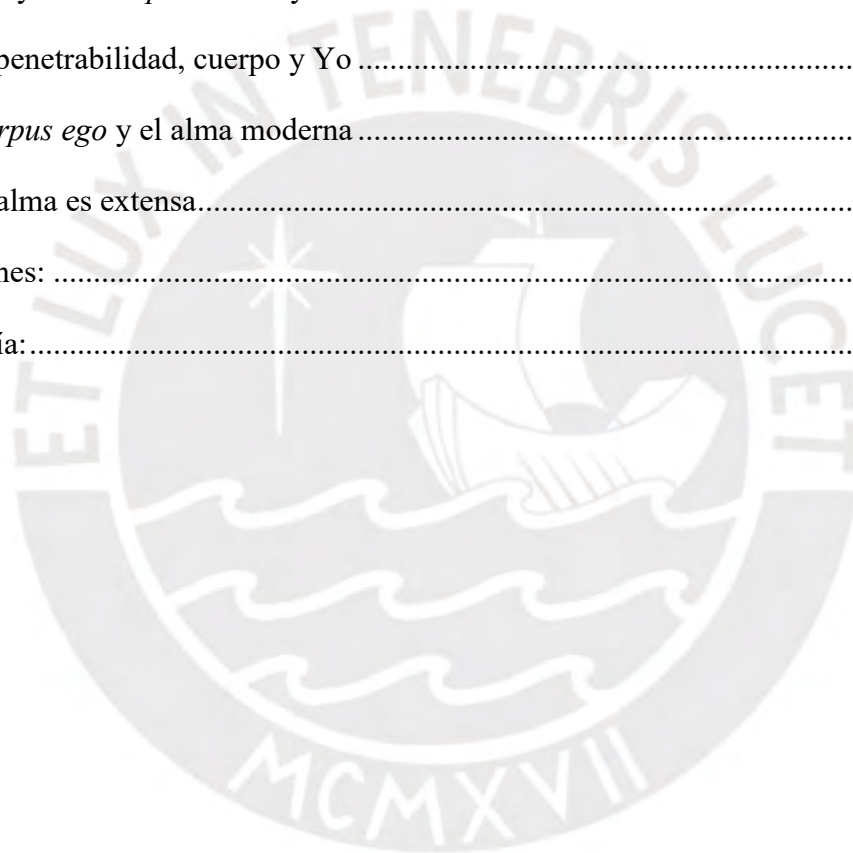 penetrabilidad, cuerpo y Yo ........................................................................
rpus ego y el alma moderna ........................................................................
alma es extensa........................................................................................
nes: ............................................................................................................
ía:................................................................................................................
ET LUX IN TENEBRIS LUCET
MCMXVII